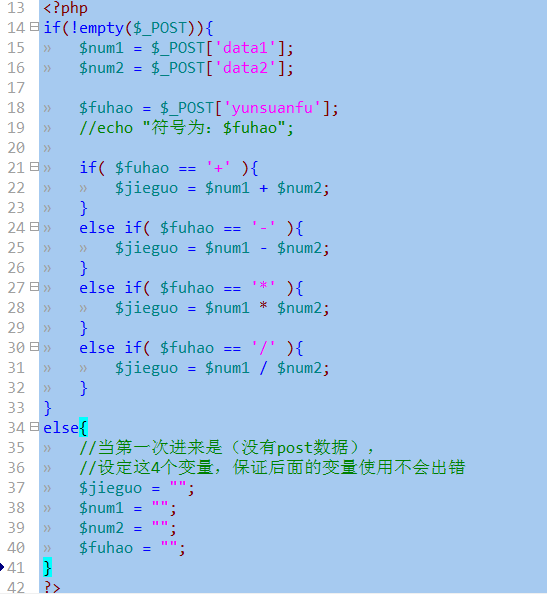 13 <?php
14 if(!empty($_POST)){
15 » $num1 = $_POST['data1'];
16 » $num2 = $_POST['data2'];
17
18 » $fuhao = $_POST['yunsuanfu'];
19 » //echo "符号为：$fuhao";
20 »
21 » if( $fuhao == '+' ){
22 » » $jieguo = $num1 + $num2;
23 » }
24 » else if( $fuhao == '-' ){
25 » » $jieguo = $num1 - $num2;
26 » }
27 » else if( $fuhao == '*' ){
28 » » $jieguo = $num1 * $num2;
29 » }
30 » else if( $fuhao == '/' ){
31 » » $jieguo = $num1 / $num2;
32 » }
33 }
34 else{
35 » //当第一次进来是（没有post数据），
36 » //设定这4个变量，保证后面的变量使用不会出错
37 » $jieguo = "";
38 » $num1 = "";
39 » $num2 = "";
40 » $fuhao = "";
41 }
42 ?>